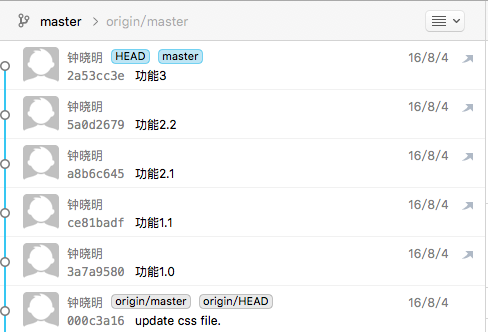 master > origin/master
钟晓明 HEAD master 16/8/4
2a53cc3e 功能3
钟晓明 16/8/4
5a0d2679 功能2.2
钟晓明 16/8/4
a8b6c645 功能2.1
钟晓明 16/8/4
ce81badf 功能1.1
钟晓明 16/8/4
3a7a9580 功能1.0
钟晓明 origin/master origin/HEAD 16/8/4
000c3a16 update css file.